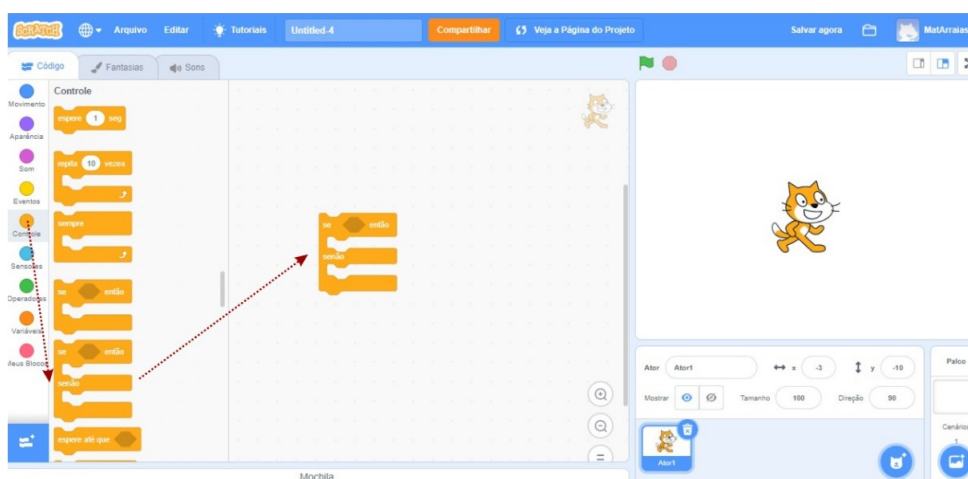 SCRATCH Arquivo Editar Tutoriais Untitled-4 Compartilhar Veja a Página do Projeto Salvar agora MatArraias
Código Fantasias Sons
Controle
Movimento
Aparência
Som
Eventos
Controle
Sensores
Operadores
Variáveis
Meus Blocos
espere 1 seg
repita 10 vezes
sempre
se então
se então
senão
espere até que
se então
senão
Ator Ator1 x -3 y -10
Mostrar Tamanho 100 Direção 90
Ator1
Palco
Cenários
1
Mochila